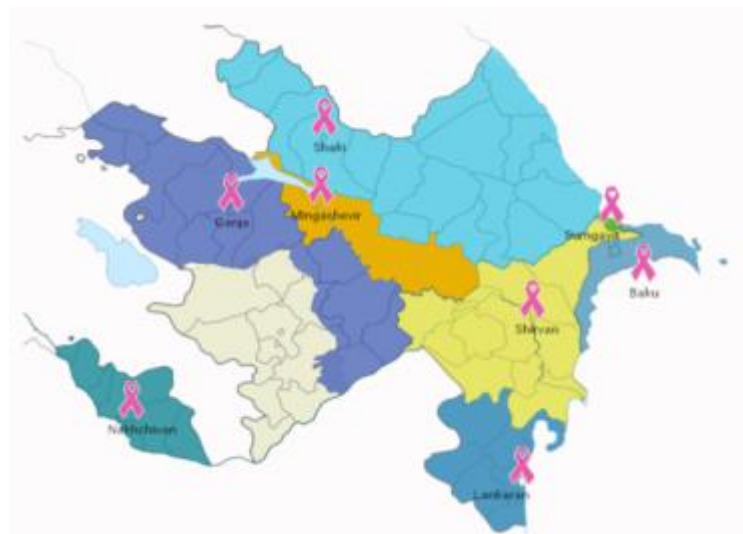 Shaki
Ganja
Mingachevir
Sumgayit
Baku
Shirvan
Nakhchivan
Lankaran